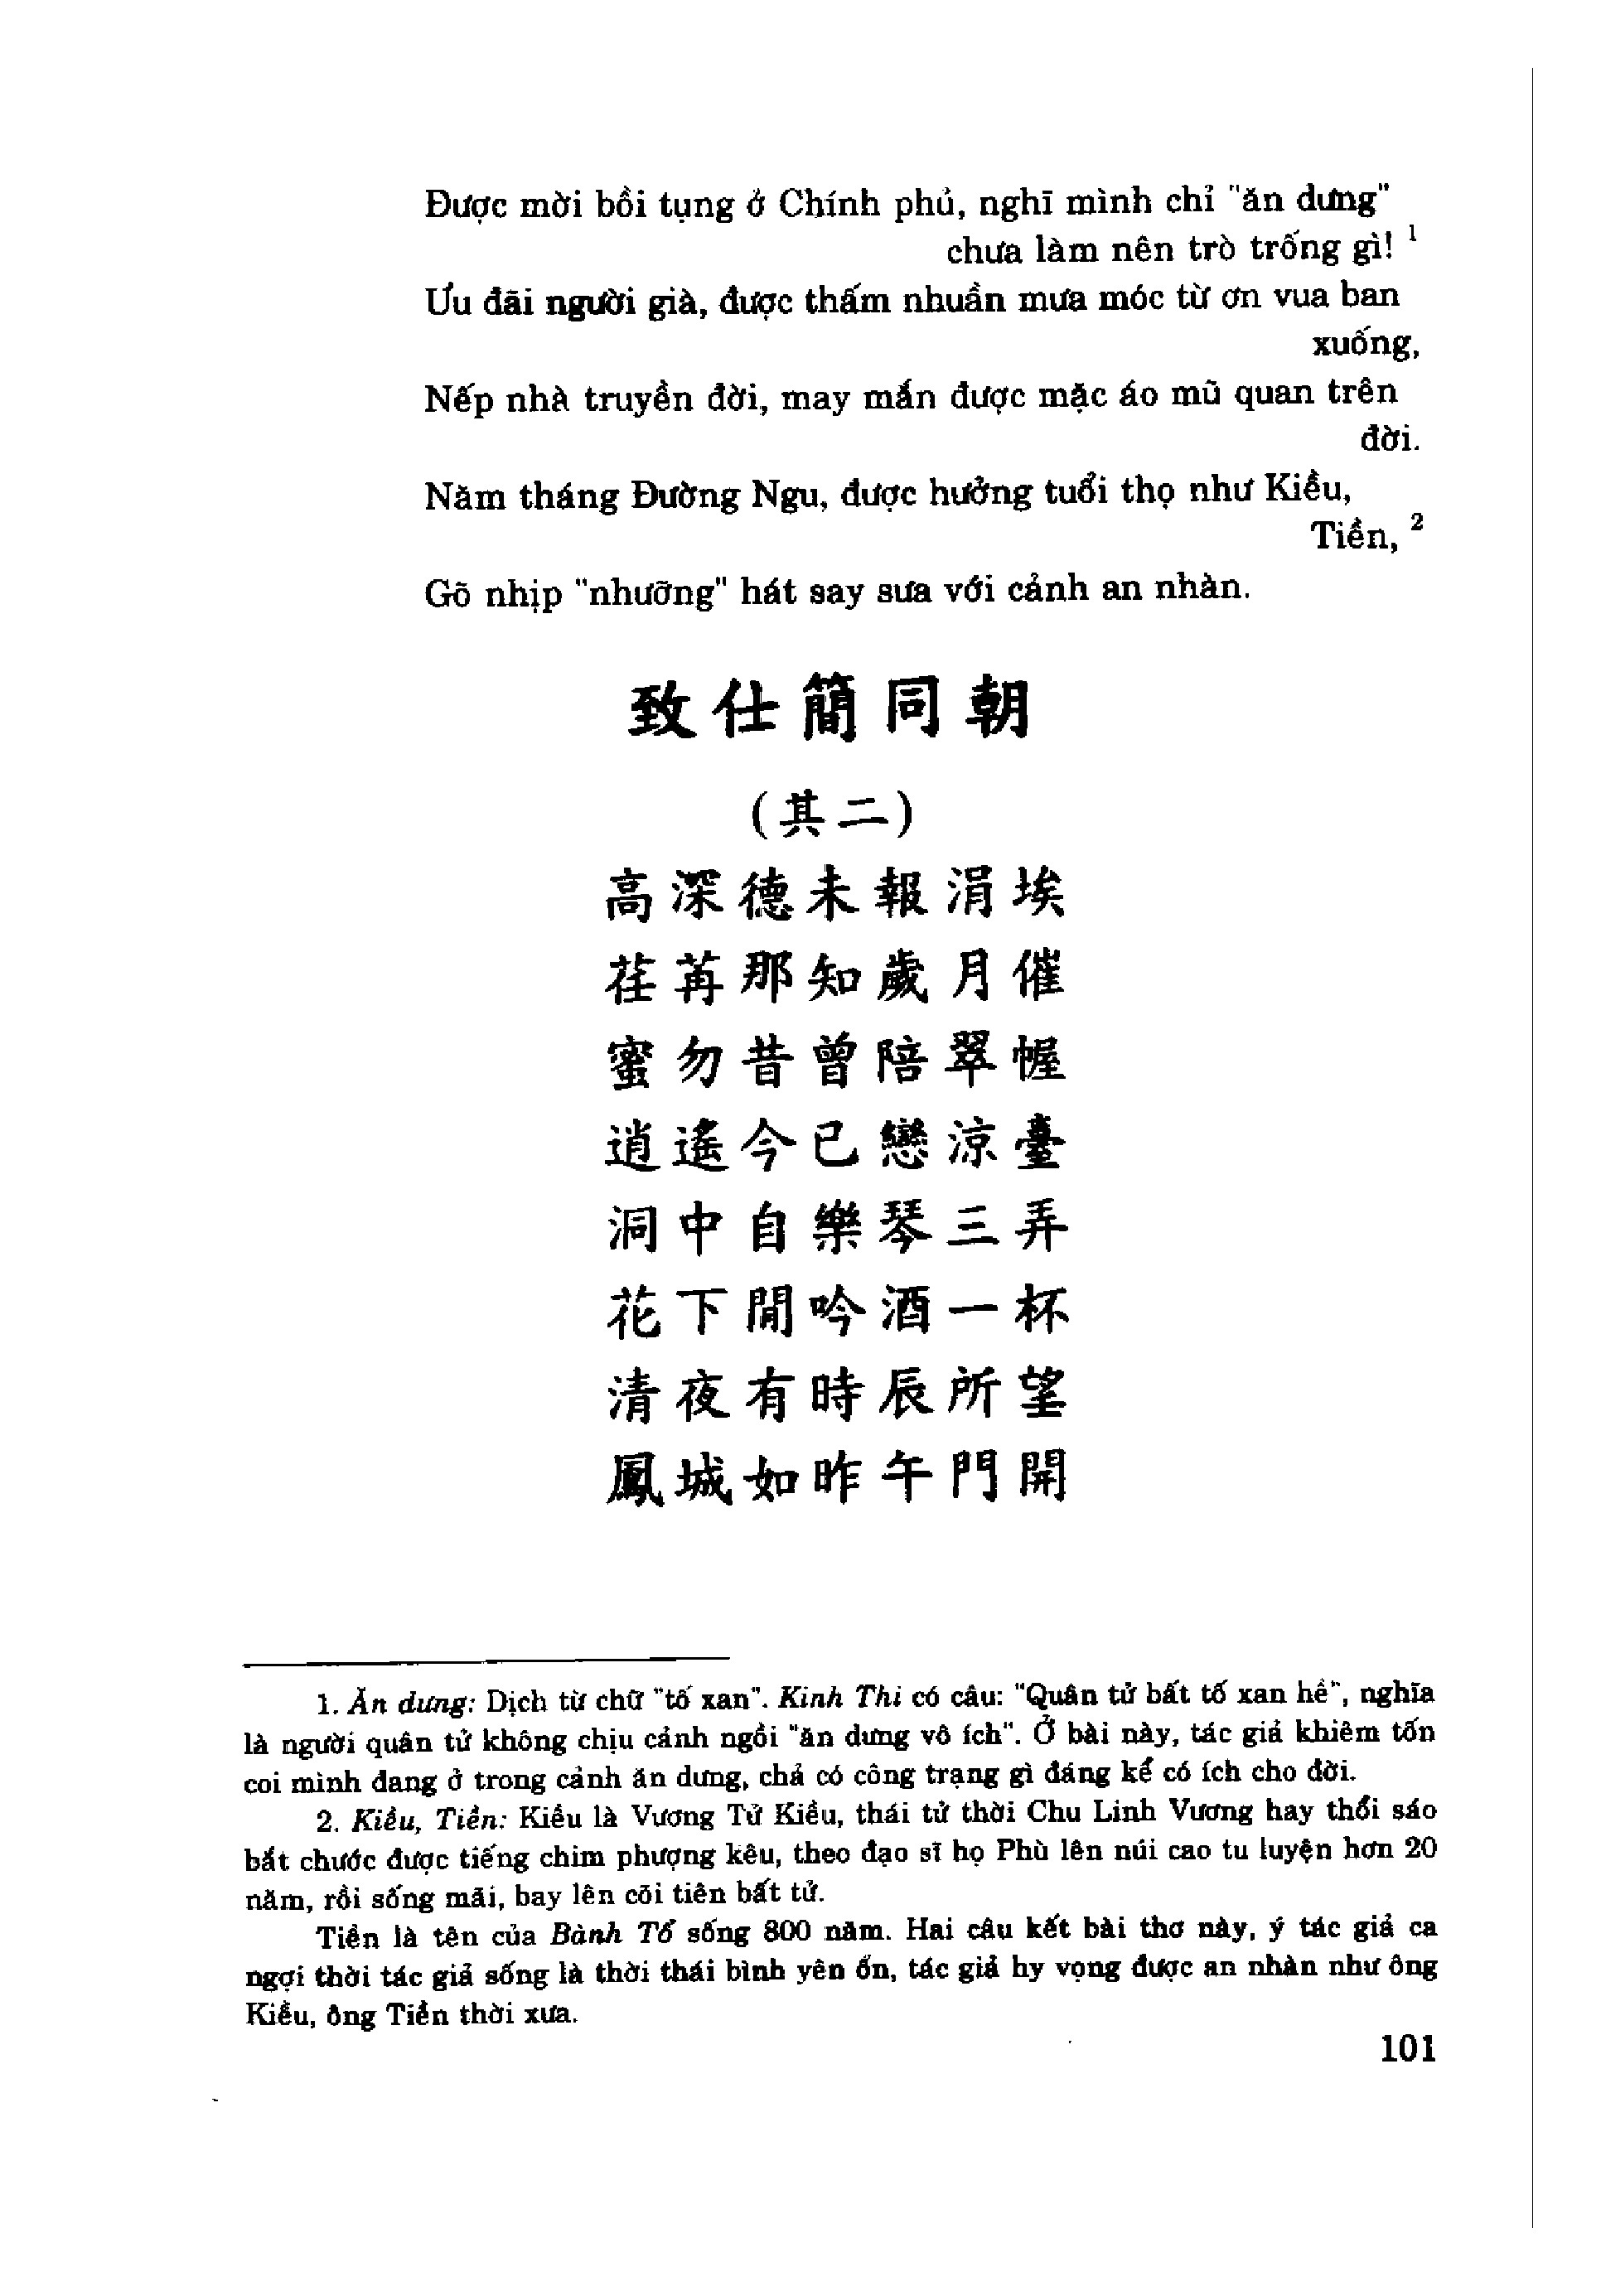 Được mời bồi tụng ở Chính phủ, nghĩ mình chỉ "ăn dưng"
chưa làm nên trò trống gì! 1
Ưu đãi người già, được thấm nhuần mưa móc từ ơn vua ban
xuống,
Nếp nhà truyền đời, may mắn được mặc áo mũ quan trên
đời.
Năm tháng Đường Ngu, được hưởng tuổi thọ như Kiều,
Tiền, 2
Gõ nhịp "nhưỡng" hát say sưa với cảnh an nhàn.
致仕簡同朝
(其二)
高深德未報涓埃
荏苒那知歲月催
蜜勿昔曾陪翠幄
逍遙今已戀涼臺
洞中自樂琴三弄
花下閒吟酒一杯
清夜有時辰所望
鳳城如昨午門開
1. Ăn dưng: Dịch từ chữ "tố xan". Kinh Thi có câu: "Quân tử bất tố xan hề", nghĩa
là người quân tử không chịu cảnh ngồi "ăn dưng vô ích". Ở bài này, tác giả khiêm tốn
coi mình đang ở trong cảnh ăn dưng, chả có công trạng gì đáng kể có ích cho đời.
2. Kiều, Tiền: Kiều là Vương Tử Kiều, thái tử thời Chu Linh Vương hay thổi sáo
bắt chước được tiếng chim phượng kêu, theo đạo sĩ họ Phù lên núi cao tu luyện hơn 20
năm, rồi sống mãi, bay lên cõi tiên bất tử.
Tiền là tên của Bành Tổ sống 800 năm. Hai câu kết bài thơ này, ý tác giả ca
ngợi thời tác giả sống là thời thái bình yên ổn, tác giả hy vọng được an nhàn như ông
Kiều, ông Tiền thời xưa.
101